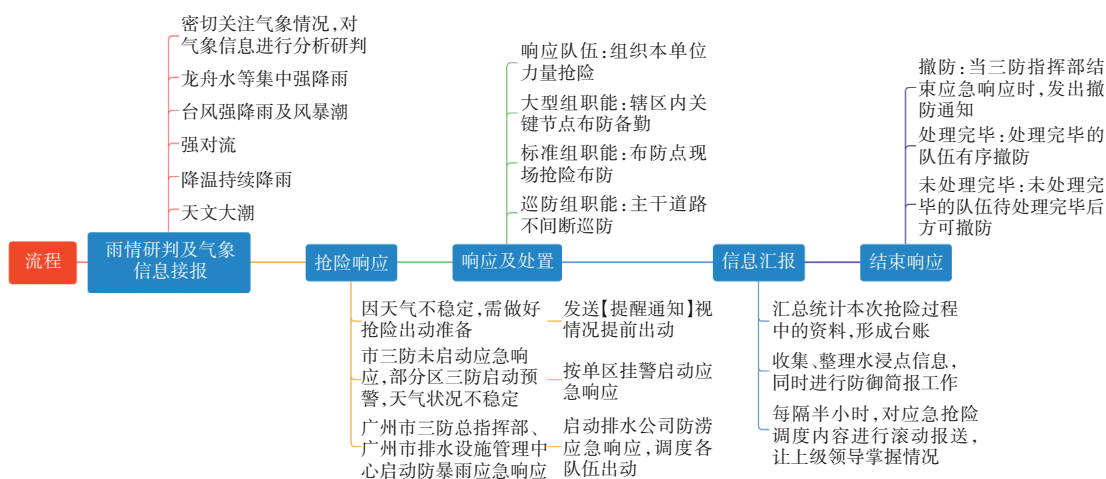 密切关注气象情况,对
气象信息进行分析研判
龙舟水等集中强降雨
台风强降雨及风暴潮
强对流
降温持续降雨
天文大潮
响应队伍:组织本单位
力量抢险
大型组职能:辖区内关
键节点布防备勤
标准组职能:布防点现
场抢险布防
巡防组职能:主干道路
不间断巡防
撤防:当三防指挥部结
束应急响应时,发出撤
防通知
处理完毕:处理完毕的
队伍有序撤防
未处理完毕:未处理完
毕的队伍待处理完毕后
方可撤防
流程
雨情研判及气象
信息接报
抢险响应
响应及处置
信息汇报
结束响应
因天气不稳定,需做好
抢险出动准备
发送【提醒通知】视
情况提前出动
市三防未启动应急响
应,部分区三防启动预
警,天气状况不稳定
按单区挂警启动应
急响应
广州市三防总指挥部、
广州市排水设施管理中
心启动防暴雨应急响应
启动排水公司防涝
应急响应,调度各
队伍出动
汇总统计本次抢险过程
中的资料,形成台账
收集、整理水浸点信息,
同时进行防御简报工作
每隔半小时,对应急抢险
调度内容进行滚动报送,
让上级领导掌握情况